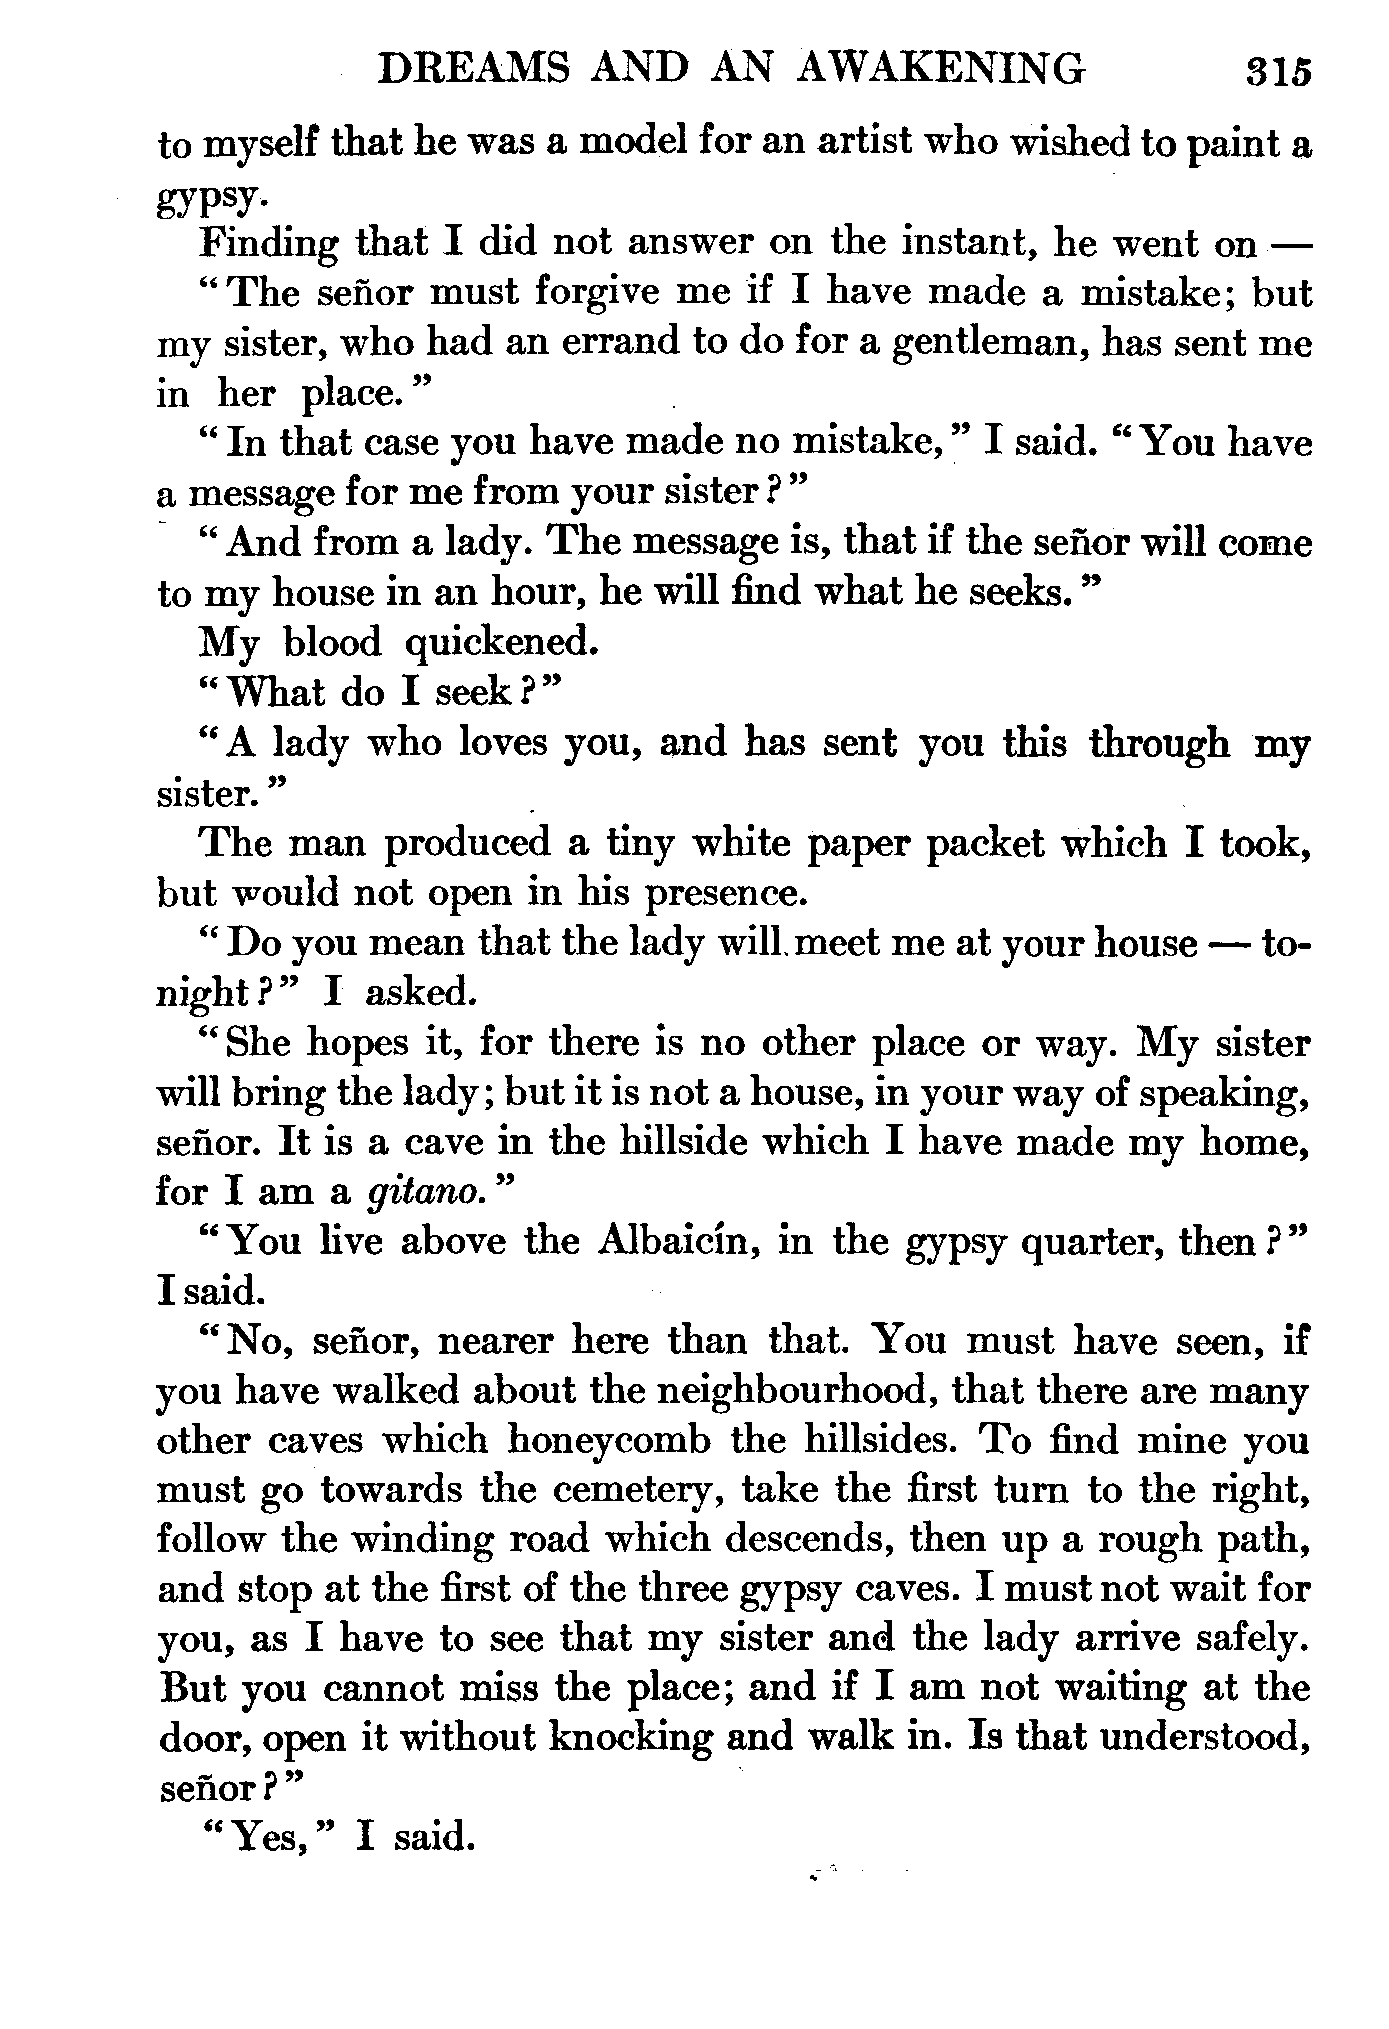 DREAMS AND AN AWAKENING 315
to myself that he was a model for an artist who wished to paint a
gypsy.
Finding that I did not answer on the instant, he went on —
“The señor must forgive me if I have made a mistake; but
my sister, who had an errand to do for a gentleman, has sent me
in her place.”
“In that case you have made no mistake,” I said. “You have
a message for me from your sister?”
“And from a lady. The message is, that if the señor will come
to my house in an hour, he will find what he seeks.”
My blood quickened.
“What do I seek?”
“A lady who loves you, and has sent you this through my
sister.”
The man produced a tiny white paper packet which I took,
but would not open in his presence.
“Do you mean that the lady will meet me at your house — to-
night?” I asked.
“She hopes it, for there is no other place or way. My sister
will bring the lady; but it is not a house, in your way of speaking,
señor. It is a cave in the hillside which I have made my home,
for I am a gitano.”
“You live above the Albaicín, in the gypsy quarter, then?”
I said.
“No, señor, nearer here than that. You must have seen, if
you have walked about the neighbourhood, that there are many
other caves which honeycomb the hillsides. To find mine you
must go towards the cemetery, take the first turn to the right,
follow the winding road which descends, then up a rough path,
and stop at the first of the three gypsy caves. I must not wait for
you, as I have to see that my sister and the lady arrive safely.
But you cannot miss the place; and if I am not waiting at the
door, open it without knocking and walk in. Is that understood,
señor?”
“Yes,” I said.